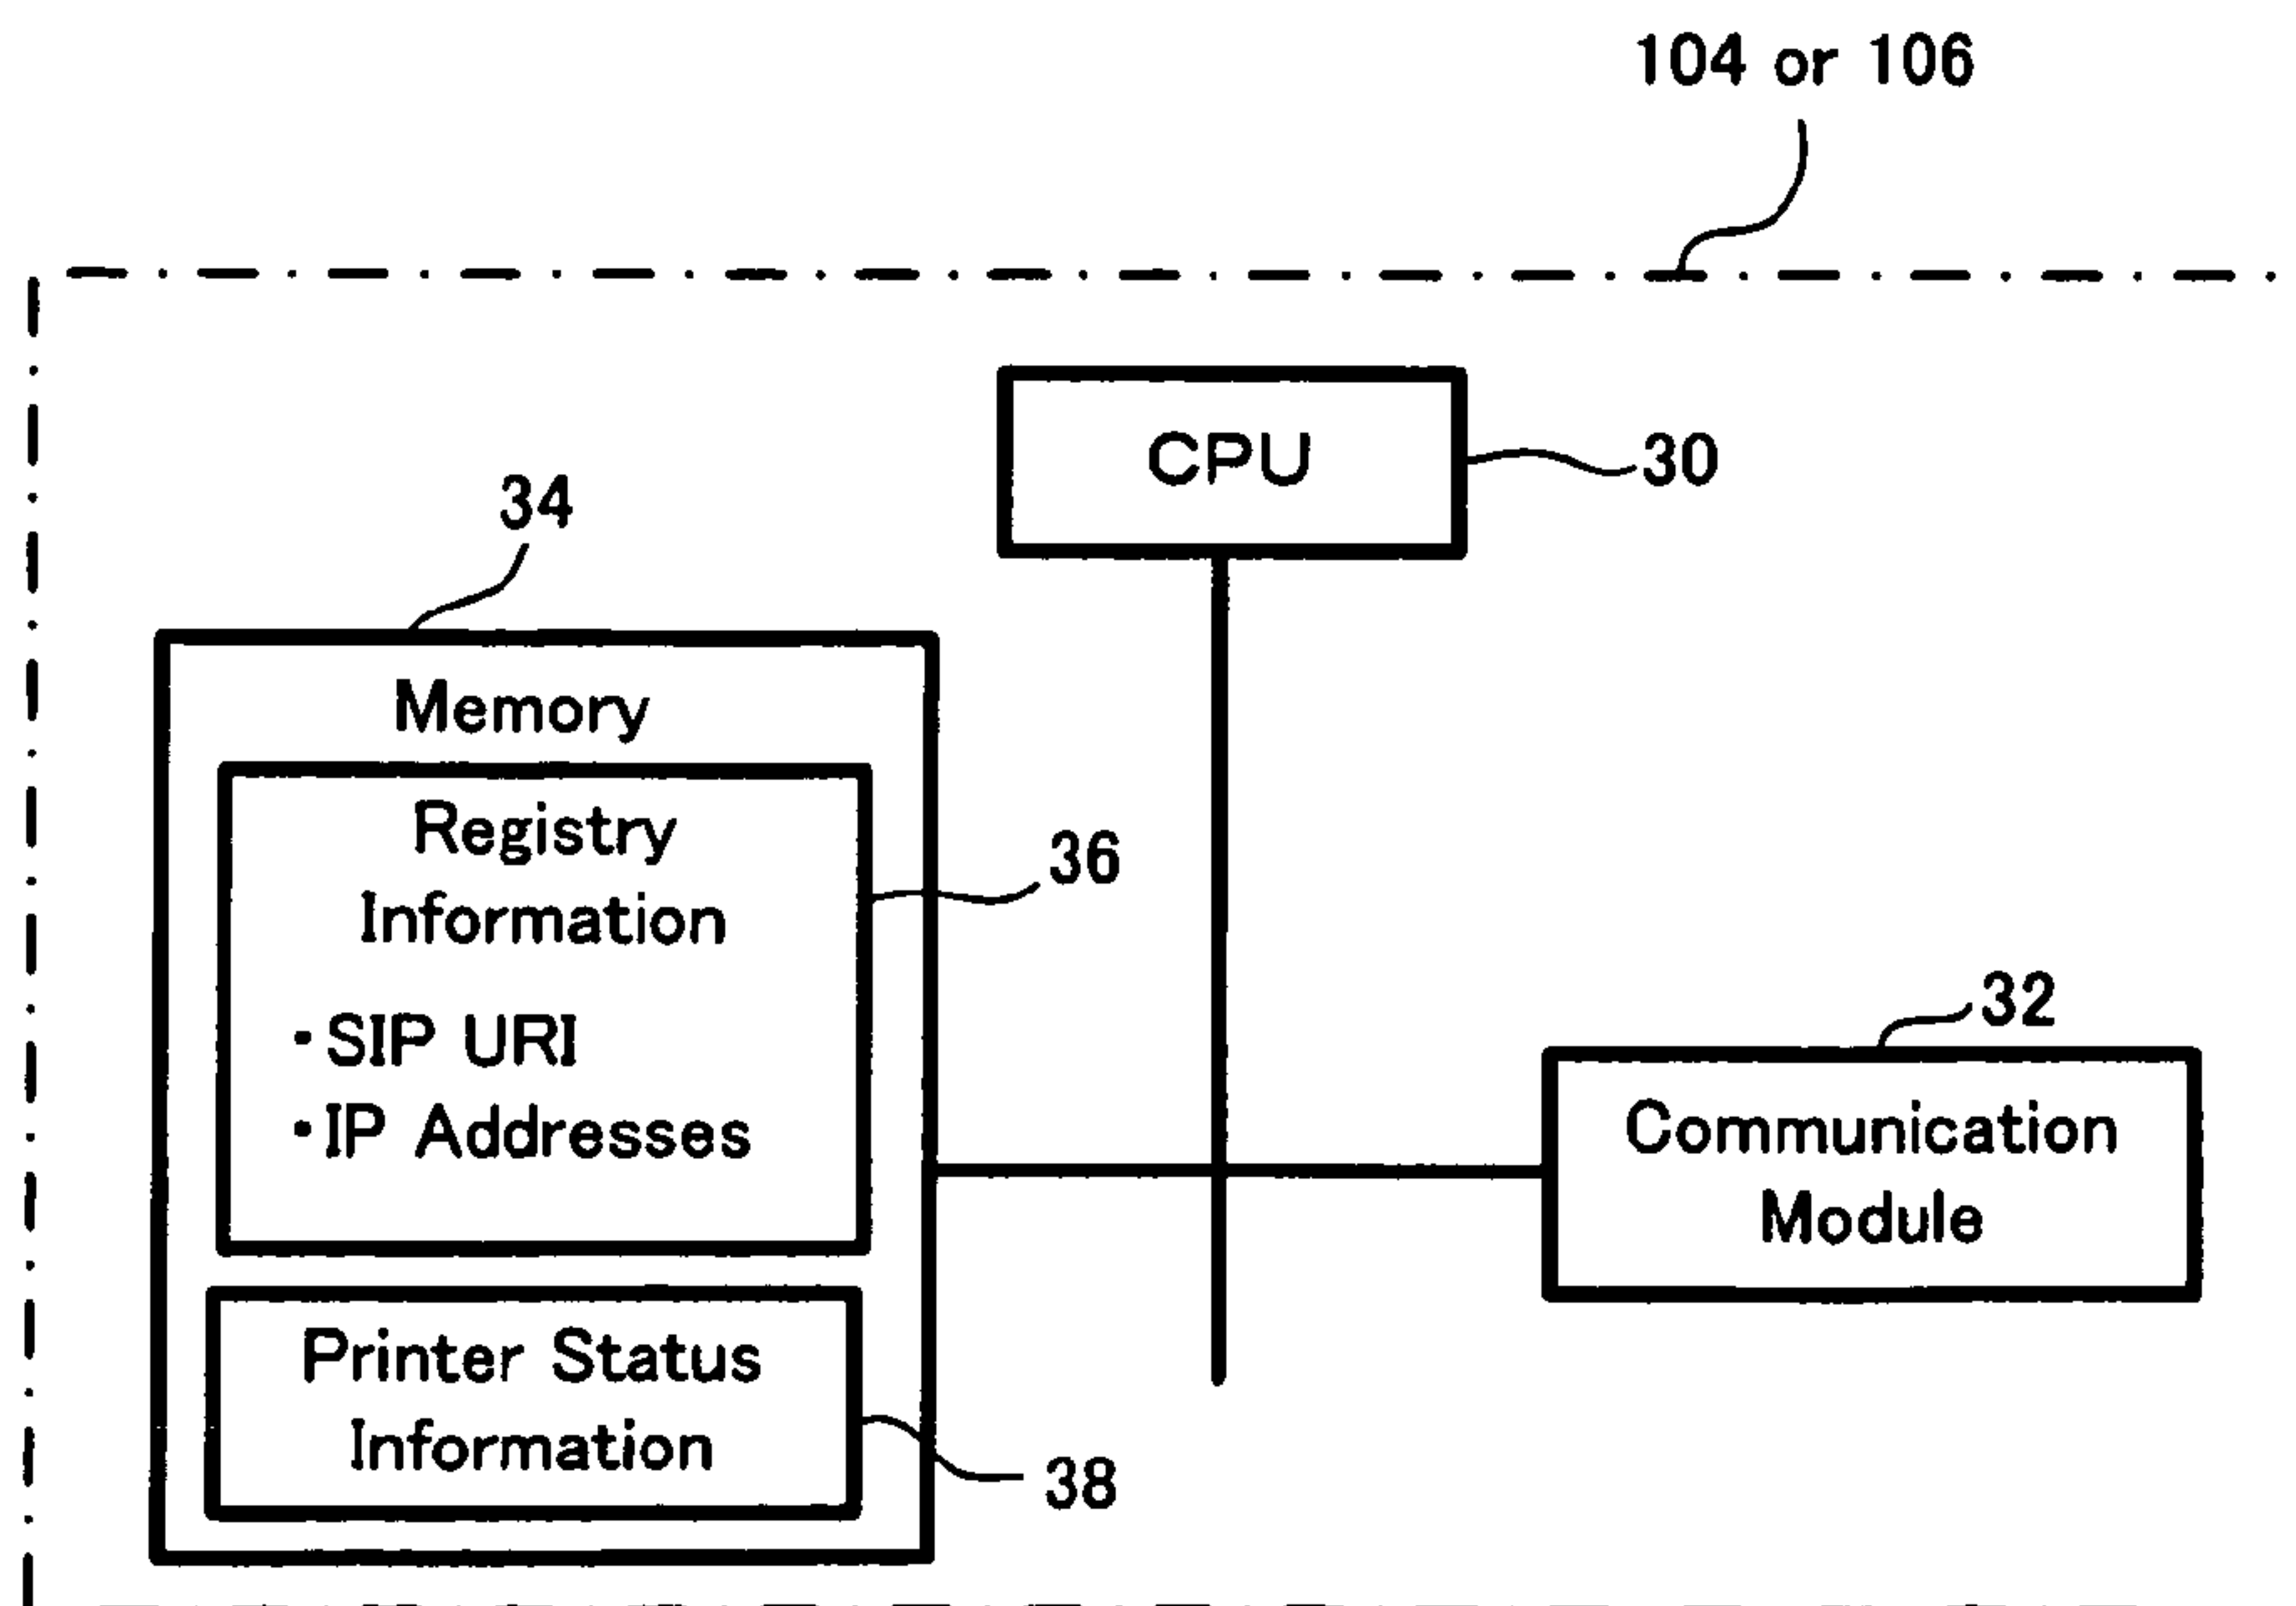 104 or 106
CPU
30
34
Memory
Registry
Information
・SIP URI
・IP Addresses
36
32
Communication
Module
Printer Status
Information
38